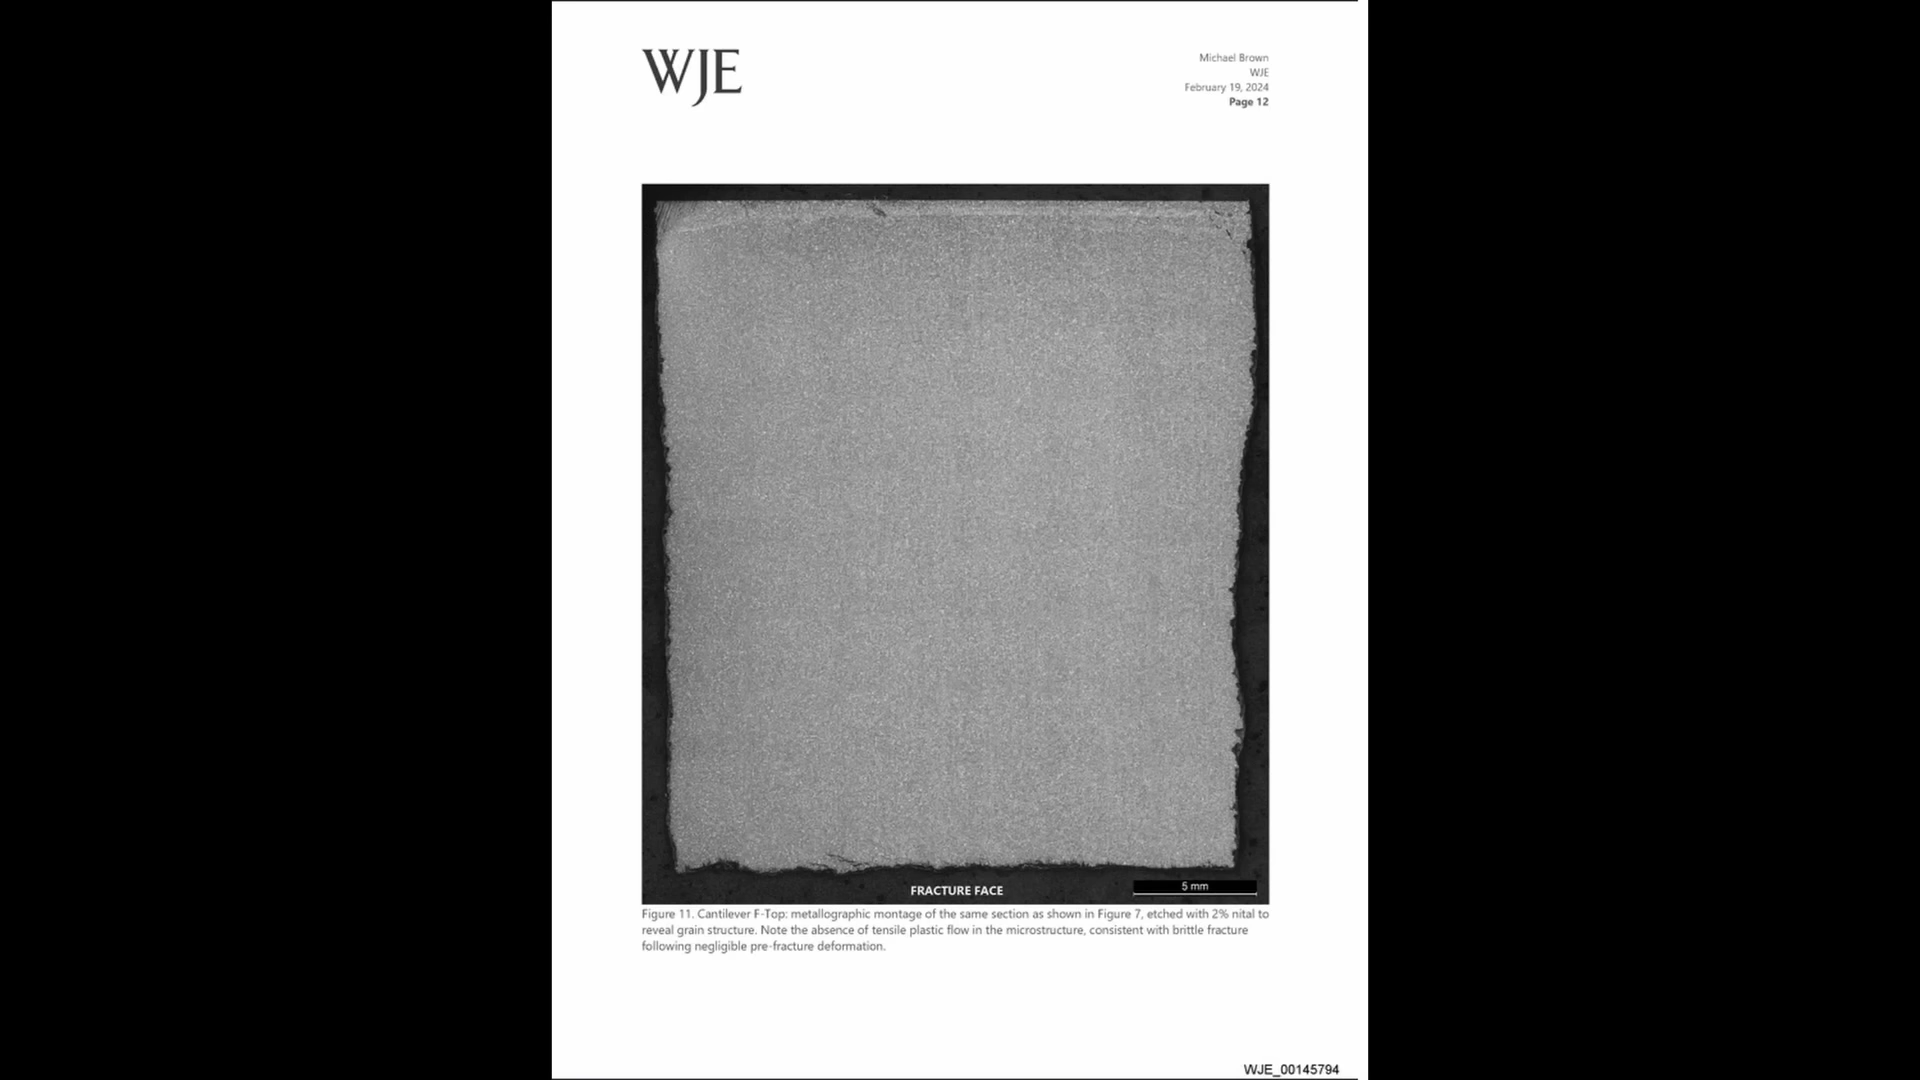 WJE
Michael Brown
WJE
February 19, 2024
Page 12
FRACTURE FACE
5 mm
Figure 11. Cantilever F-Top: metallographic montage of the same section as shown in Figure 7, etched with 2% nital to
reveal grain structure. Note the absence of tensile plastic flow in the microstructure, consistent with brittle fracture
following negligible pre-fracture deformation.
WJE_00145794